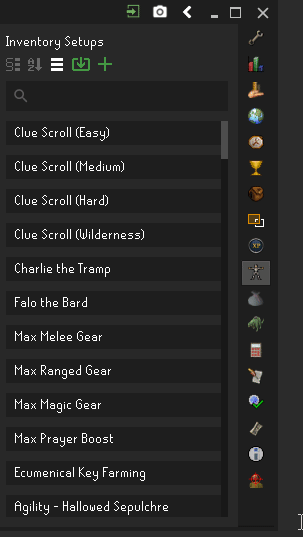 Inventory Setups
Clue Scroll (Easy)
Clue Scroll (Medium)
Clue Scroll (Hard)
Clue Scroll (Wilderness)
Charlie the Tramp
Falo the Bard
Max Melee Gear
Max Ranged Gear
Max Magic Gear
Max Prayer Boost
Ecumenical Key Farming
Agility - Hallowed Sepulchre
XP